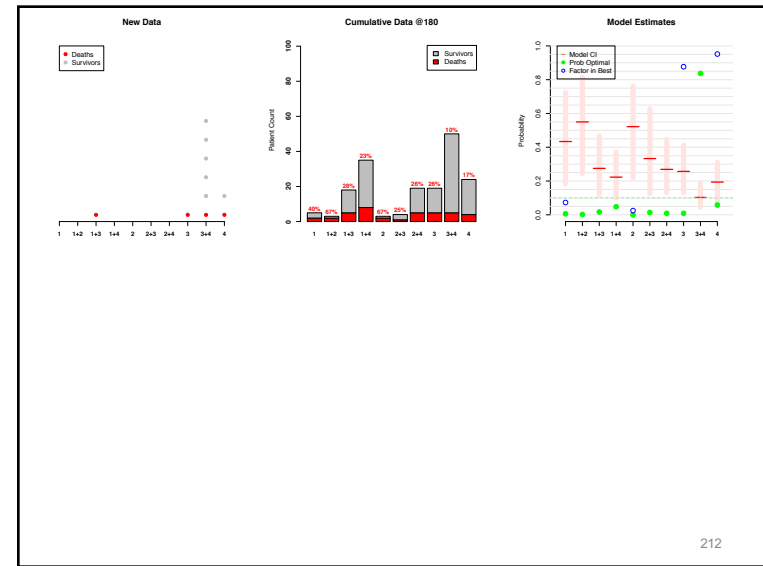 New Data
Deaths
Survivors
1 1+2 1+3 1+4 2 2+3 2+4 3 3+4 4
Cumulative Data @180
Patient Count
100
80
60
40
20
0
Survivors
Deaths
40% 67% 28% 23% 67% 25% 26% 26% 10% 17%
1 1+2 1+3 1+4 2 2+3 2+4 3 3+4 4
Model Estimates
Probability
1.0
0.8
0.6
0.4
0.2
0.0
Model CI
Prob Optimal
Factor in Best
1 1+2 1+3 1+4 2 2+3 2+4 3 3+4 4
212